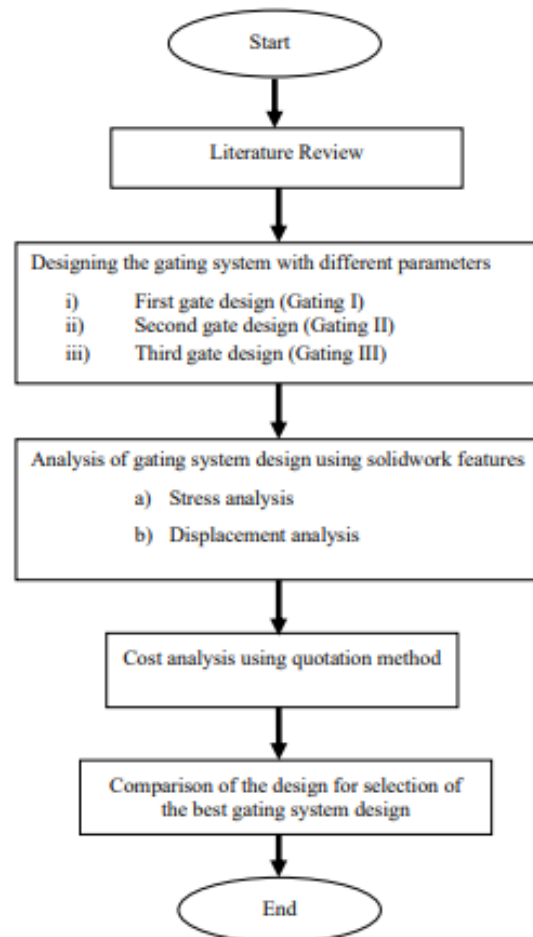 Start
Literature Review
Designing the gating system with different parameters
i) First gate design (Gating I)
ii) Second gate design (Gating II)
iii) Third gate design (Gating III)
Analysis of gating system design using solidwork features
a) Stress analysis
b) Displacement analysis
Cost analysis using quotation method
Comparison of the design for selection of
the best gating system design
End